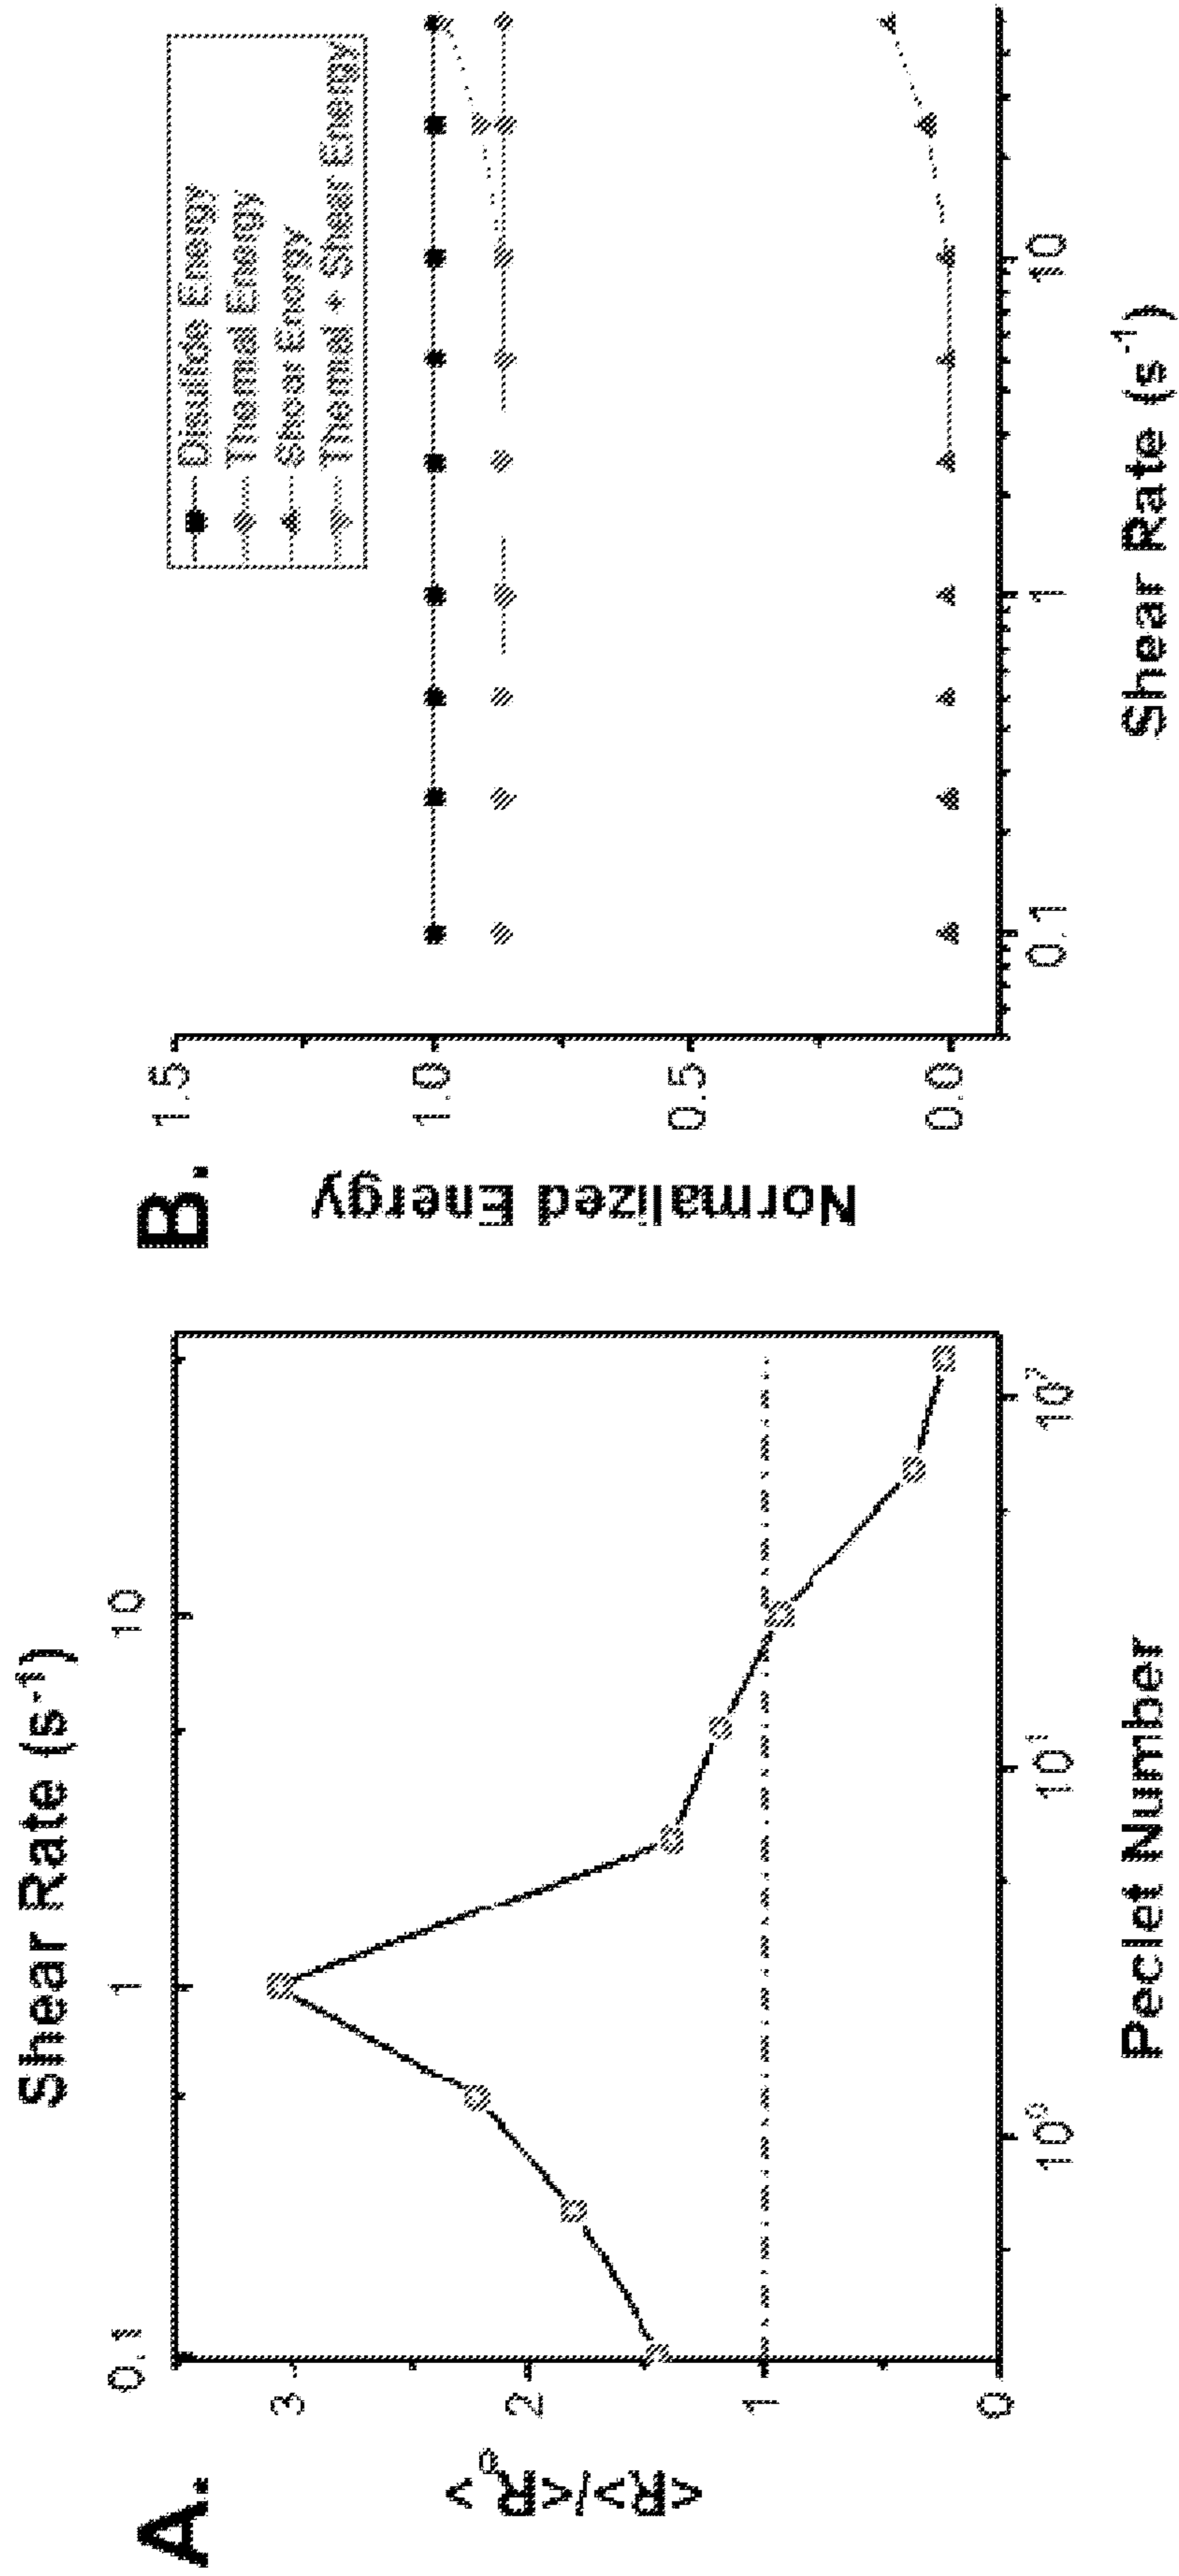 A.
Shear Rate (s⁻¹)
0.1 1 10
3
2
1
0
<R>/<R₀>
10⁰ 10¹ 10²
Peclet Number
B.
Disulfide Energy
Thermal Energy
Shear Energy
Thermal + Shear Energy
1.5
1.0
0.5
0.0
Normalized Energy
0.1 1 10
Shear Rate (s⁻¹)